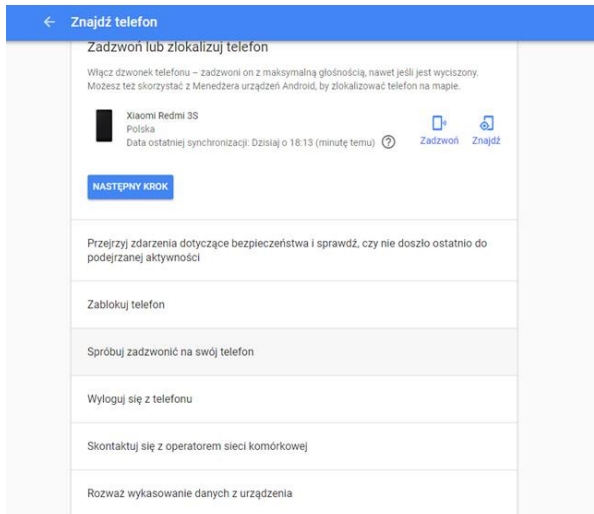 Znajdź telefon
Zadzwoń lub zlokalizuj telefon
Włącz dzwonek telefonu – zadzwoni on z maksymalną głośnością, nawet jeśli jest wyciszony.
Możesz też skorzystać z Menedżera urządzeń Android, by zlokalizować telefon na mapie.
Xiaomi Redmi 3S
Polska
Data ostatniej synchronizacji: Dzisiaj o 18:13 (minutę temu) ?
Zadzwoń Znajdź
NASTĘPNY KROK
Przejrzyj zdarzenia dotyczące bezpieczeństwa i sprawdź, czy nie doszło ostatnio do
podejrzanej aktywności
Zablokuj telefon
Spróbuj zadzwonić na swój telefon
Wyloguj się z telefonu
Skontaktuj się z operatorem sieci komórkowej
Rozważ wykasowanie danych z urządzenia